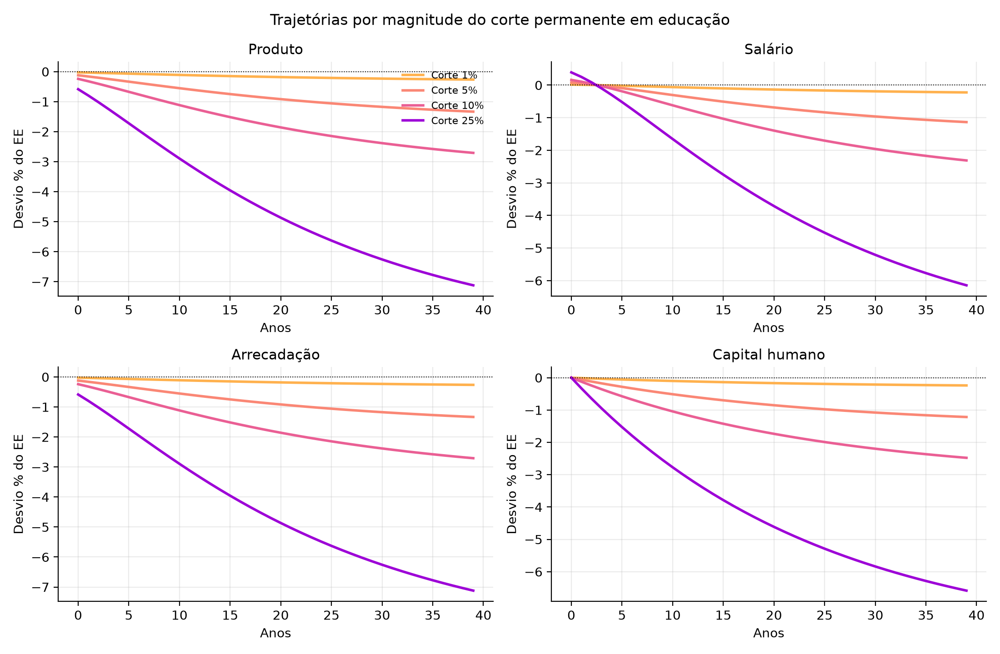 Trajetórias por magnitude do corte permanente em educação
Produto
Desvio % do EE
0
−1
−2
−3
−4
−5
−6
−7
Corte 1%
Corte 5%
Corte 10%
Corte 25%
0 5 10 15 20 25 30 35 40
Anos
Salário
Desvio % do EE
0
−1
−2
−3
−4
−5
−6
0 5 10 15 20 25 30 35 40
Anos
Arrecadação
Desvio % do EE
0
−1
−2
−3
−4
−5
−6
−7
0 5 10 15 20 25 30 35 40
Anos
Capital humano
Desvio % do EE
0
−1
−2
−3
−4
−5
−6
0 5 10 15 20 25 30 35 40
Anos